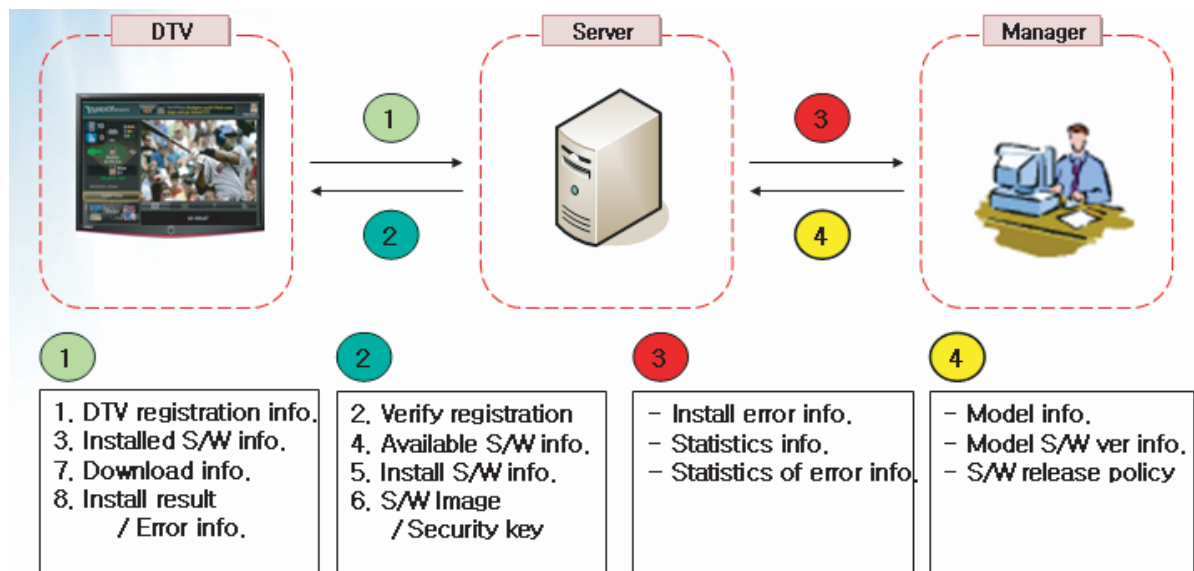 DTV
Server
Manager
YAHOO!
1
3
2
4
1
2
3
4
1. DTV registration info.
3. Installed S/W info.
7. Download info.
8. Install result
/ Error info.
2. Verify registration
4. Available S/W info.
5. Install S/W info.
6. S/W Image
/ Security key
- Install error info.
- Statistics info.
- Statistics of error info.
- Model info.
- Model S/W ver info.
- S/W release policy